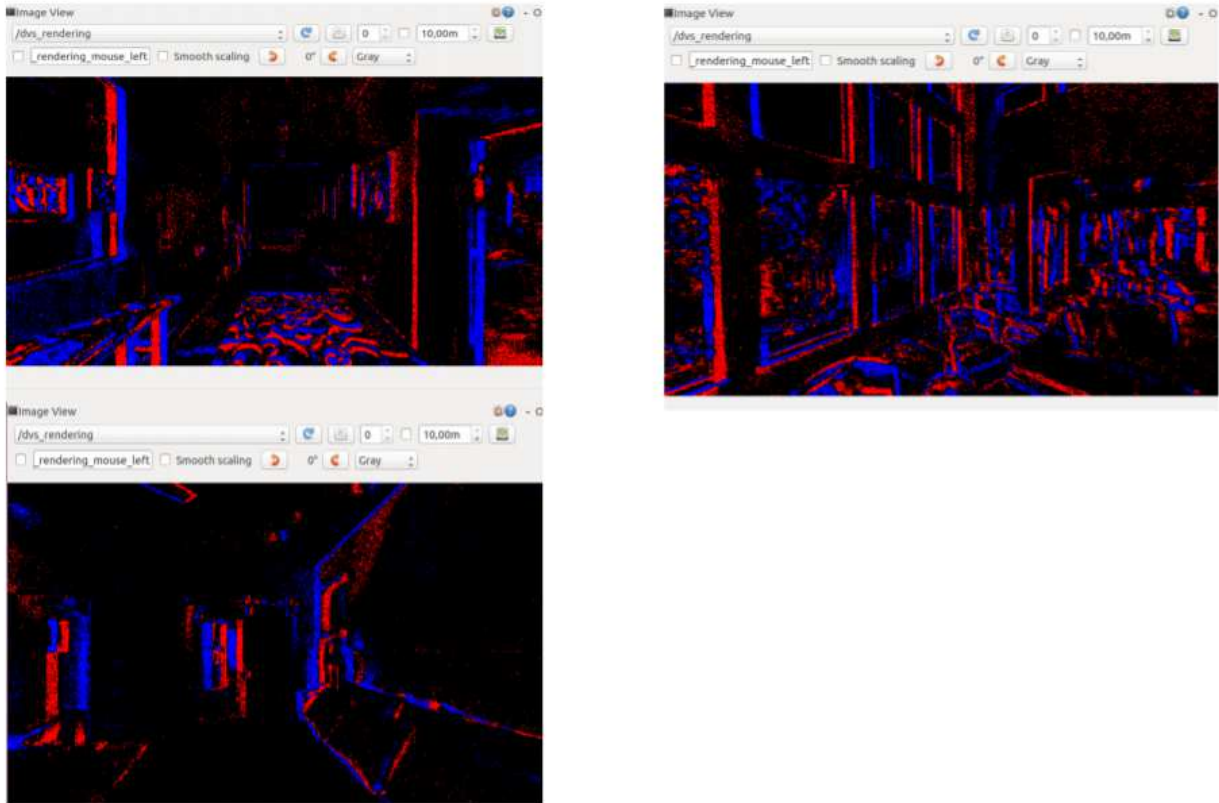 Image View
/dvs_rendering
0
10,00m
_rendering_mouse_left
Smooth scaling
0°
Gray
Image View
/dvs_rendering
0
10,00m
_rendering_mouse_left
Smooth scaling
0°
Gray
Image View
/dvs_rendering
0
10,00m
_rendering_mouse_left
Smooth scaling
0°
Gray